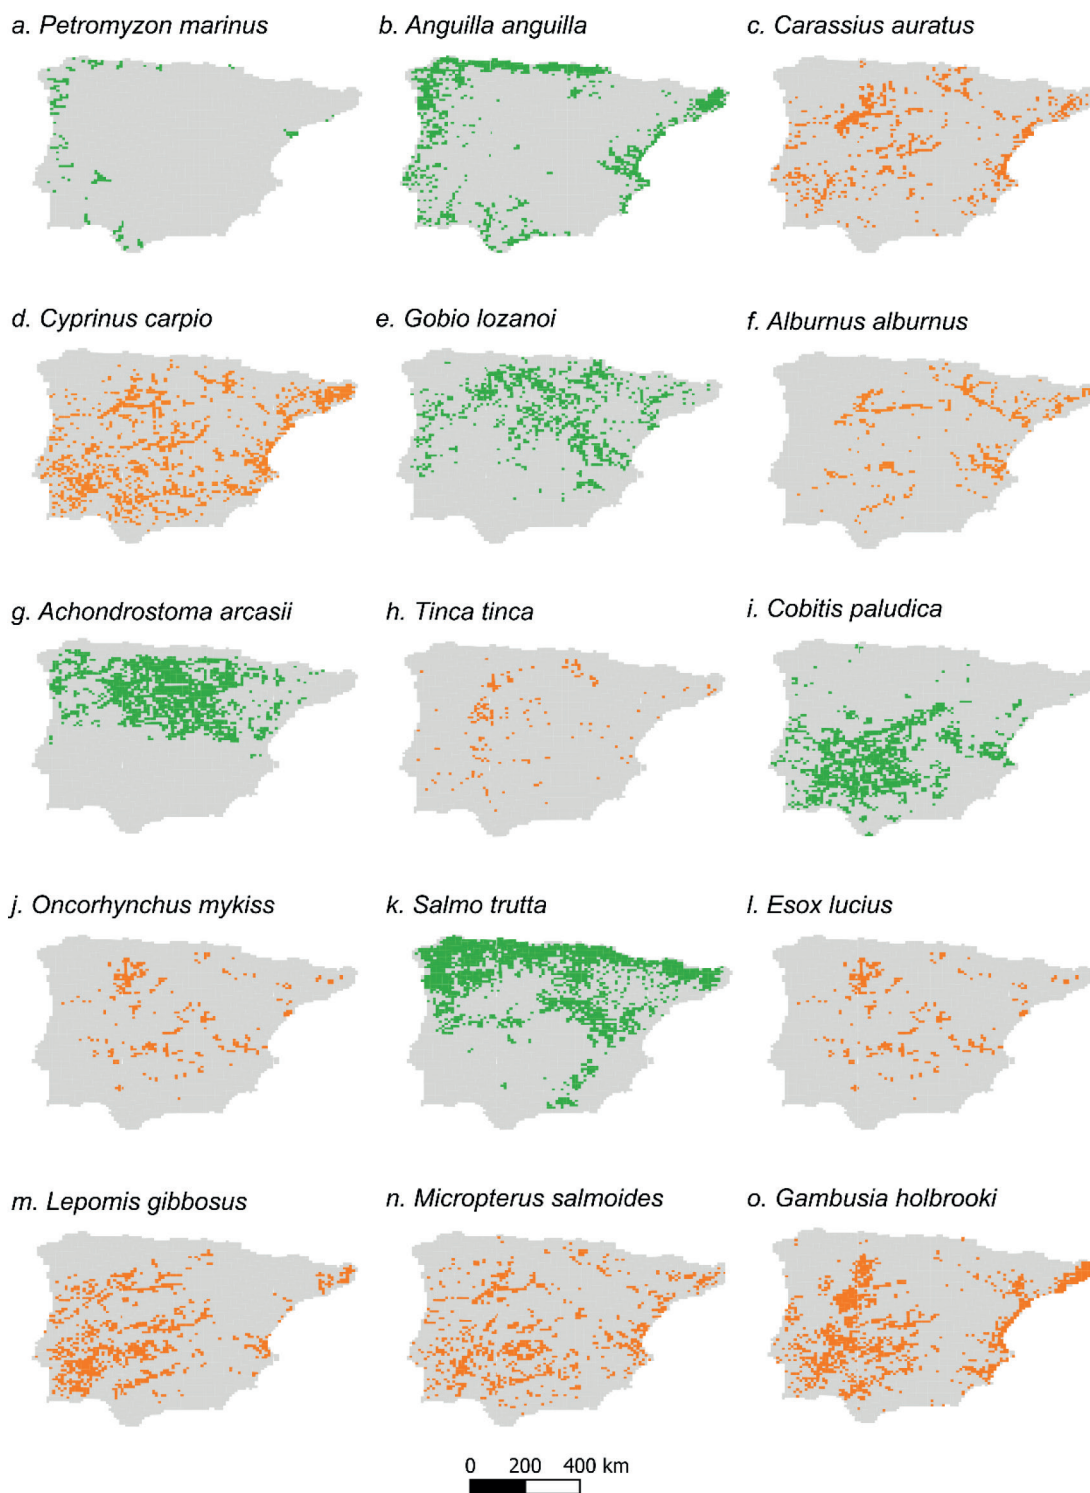 a. Petromyzon marinus
b. Anguilla anguilla
c. Carassius auratus
d. Cyprinus carpio
e. Gobio lozanoi
f. Alburnus alburnus
g. Achondrostoma arcasii
h. Tinca tinca
i. Cobitis paludica
j. Oncorhynchus mykiss
k. Salmo trutta
l. Esox lucius
m. Lepomis gibbosus
n. Micropterus salmoides
o. Gambusia holbrooki
0 200 400 km